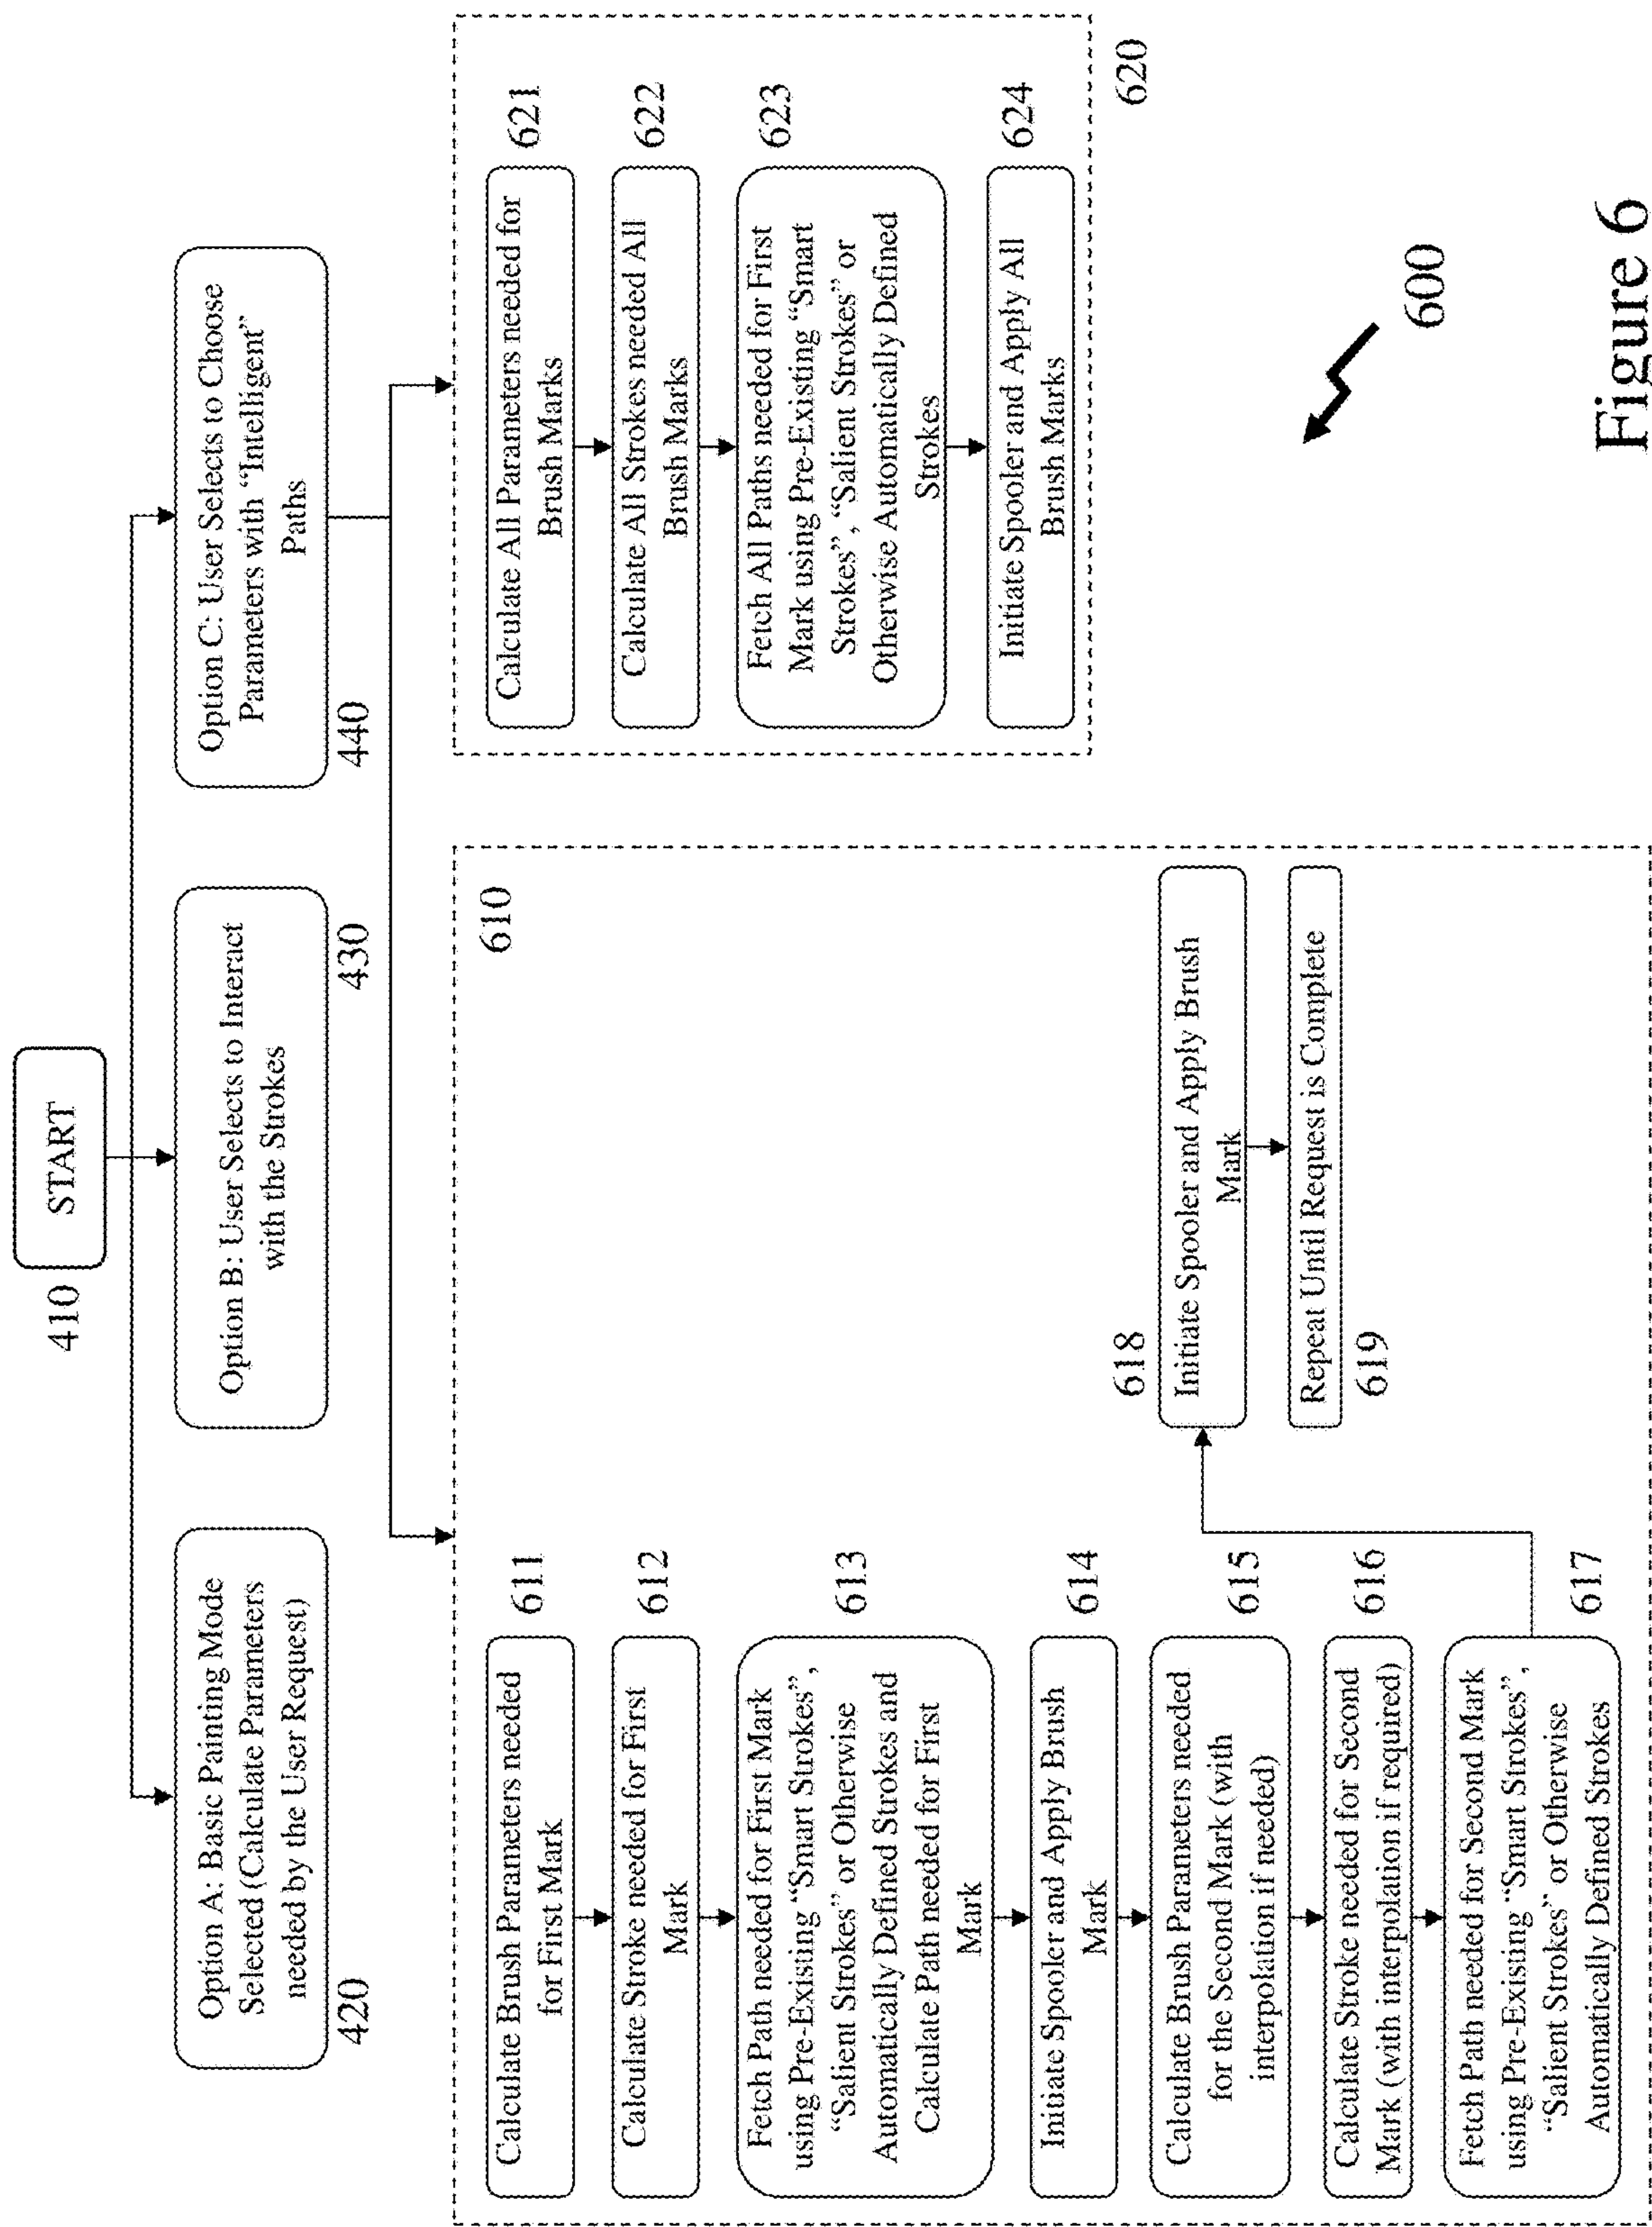 410
START
Option A: Basic Painting Mode
Selected (Calculate Parameters
needed by the User Request)
420
Option B: User Selects to Interact
with the Strokes
430
Option C: User Selects to Choose
Parameters with “Intelligent”
Paths
440
610
Calculate Brush Parameters needed
for First Mark
611
Calculate Stroke needed for First
Mark
612
Fetch Path needed for First Mark
using Pre-Existing “Smart Strokes”,
“Salient Strokes” or Otherwise
Automatically Defined Strokes and
Calculate Path needed for First
Mark
613
Initiate Spooler and Apply Brush
Mark
614
Calculate Brush Parameters needed
for the Second Mark (with
interpolation if needed)
615
Calculate Stroke needed for Second
Mark (with interpolation if required)
616
Fetch Path needed for Second Mark
using Pre-Existing “Smart Strokes”,
“Salient Strokes” or Otherwise
Automatically Defined Strokes
617
618
Initiate Spooler and Apply Brush
Mark
Repeat Until Request is Complete
619
Calculate All Parameters needed for
Brush Marks
621
Calculate All Strokes needed All
Brush Marks
622
Fetch All Paths needed for First
Mark using Pre-Existing “Smart
Strokes”, “Salient Strokes” or
Otherwise Automatically Defined
Strokes
623
Initiate Spooler and Apply All
Brush Marks
624
620
600
Figure 6